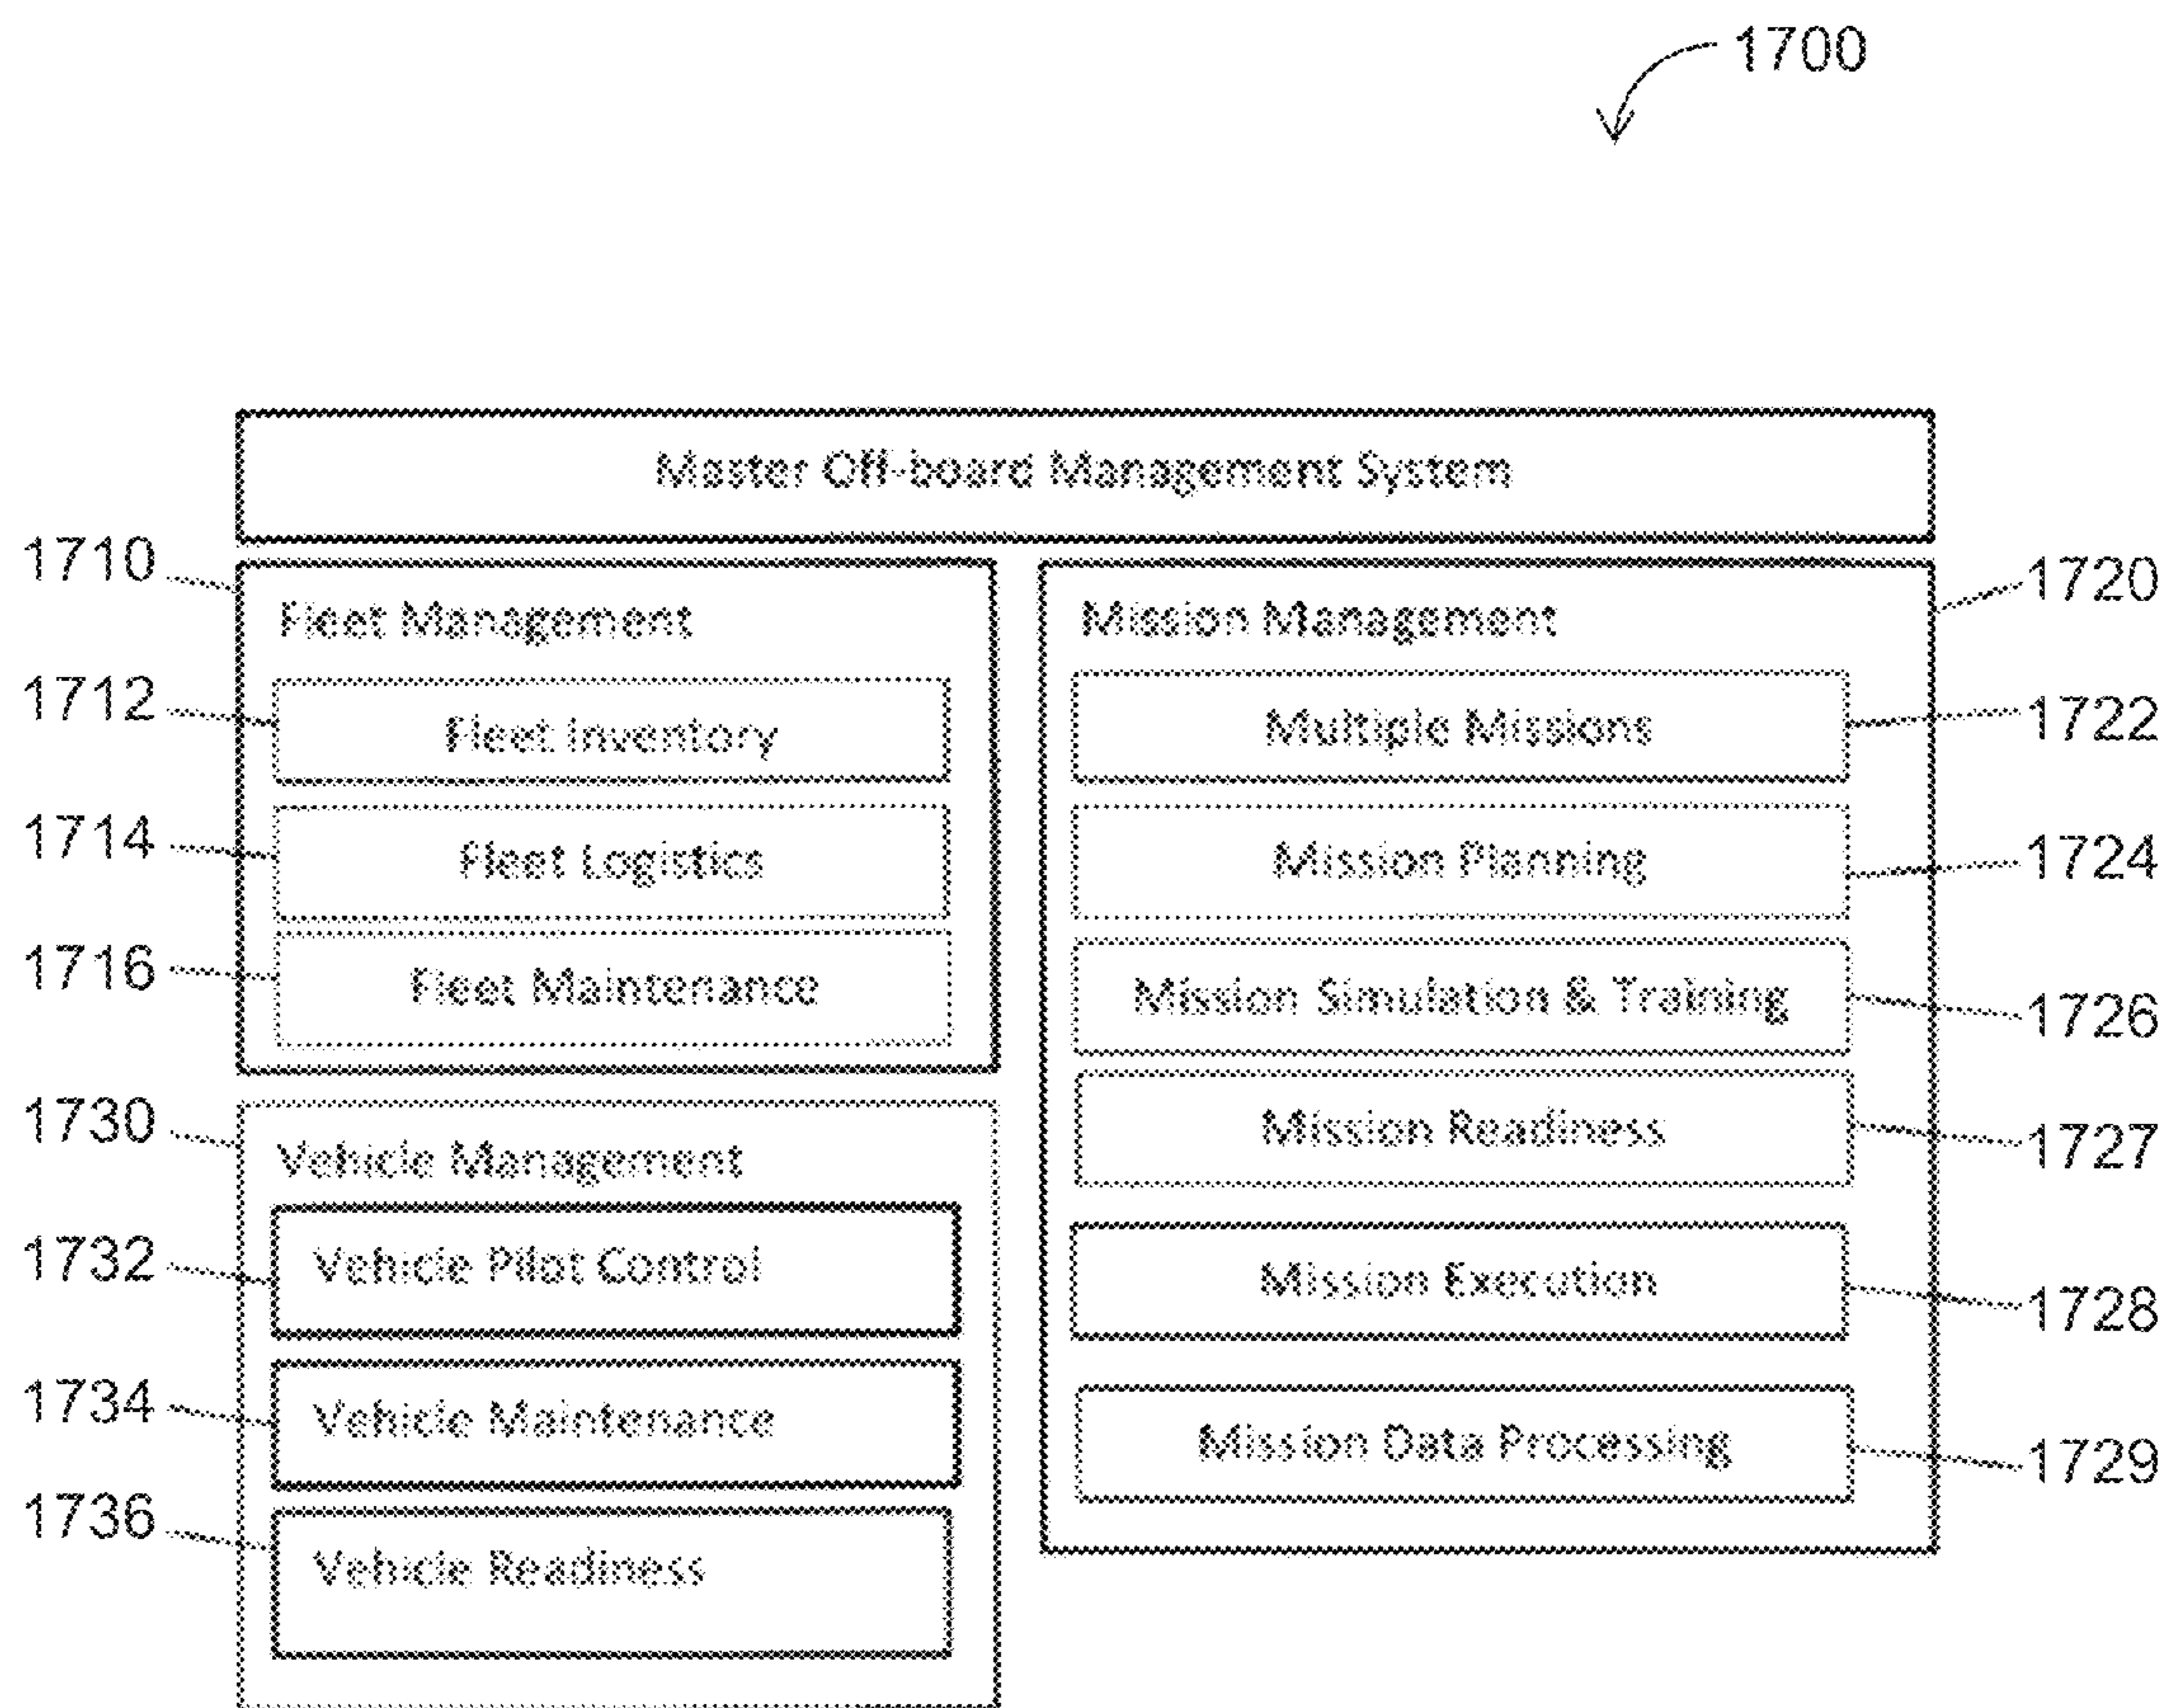 1700
Master Off-board Management System
1710
Fleet Management
1712
Fleet Inventory
1714
Fleet Logistics
1716
Fleet Maintenance
1730
Vehicle Management
1732
Vehicle Pilot Control
1734
Vehicle Maintenance
1736
Vehicle Readiness
Mission Management
1720
Multiple Missions
1722
Mission Planning
1724
Mission Simulation & Training
1726
Mission Readiness
1727
Mission Execution
1728
Mission Data Processing
1729